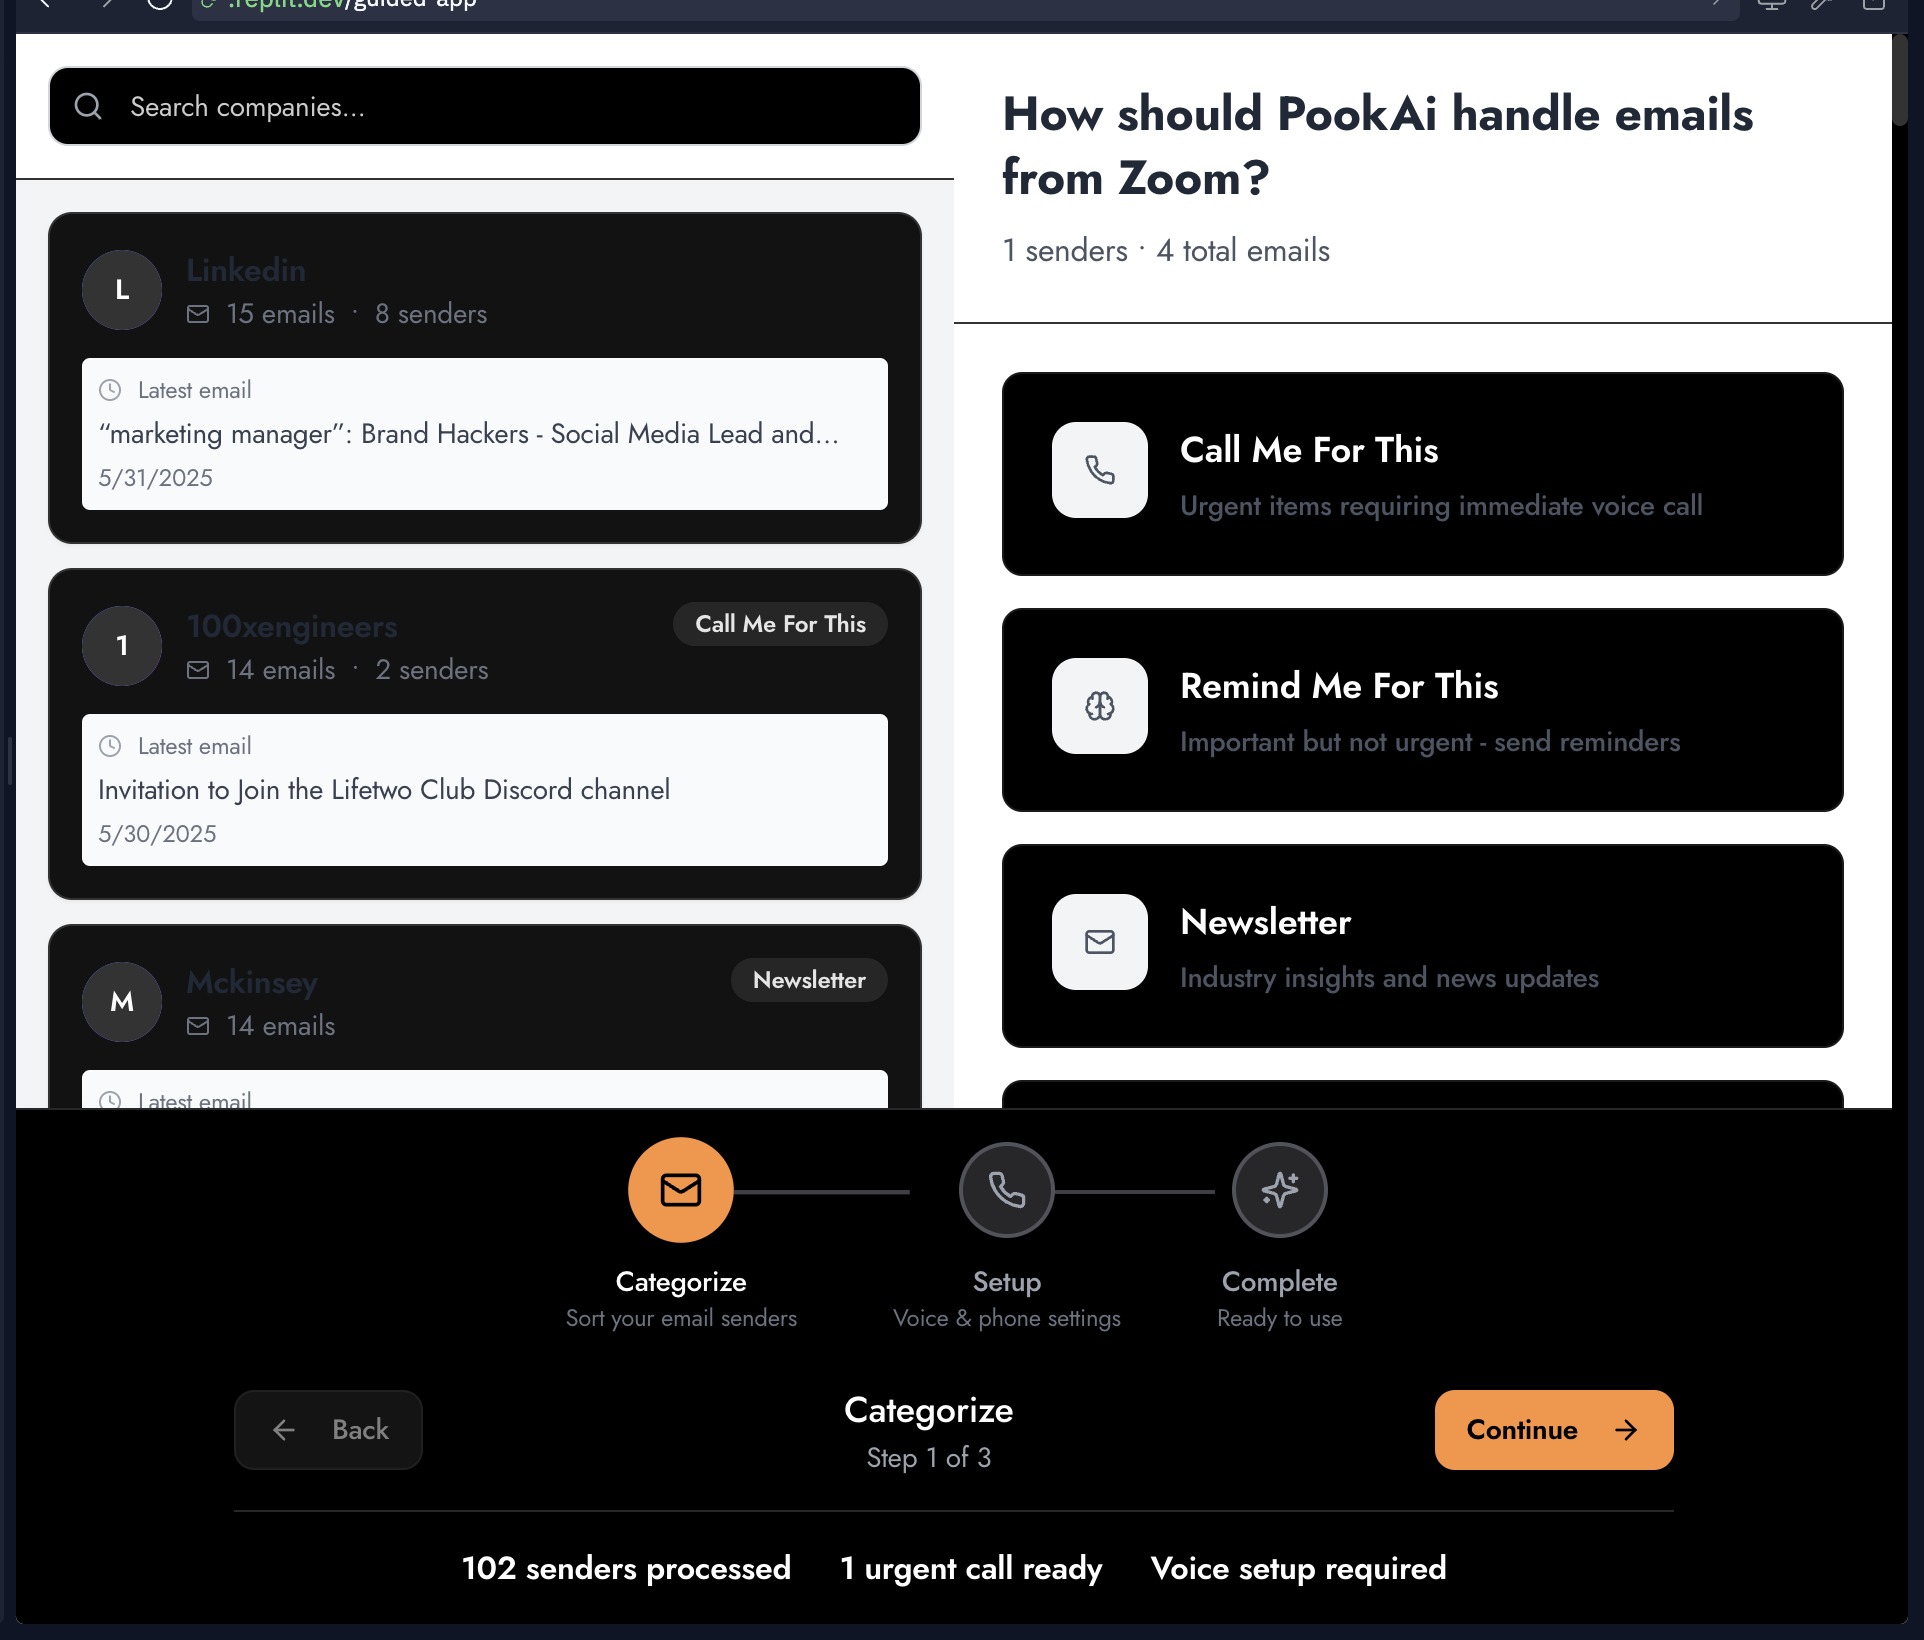 .replit.dev/guided-app
Search companies...
L
Linkedin
15 emails · 8 senders
Latest email
“marketing manager”: Brand Hackers - Social Media Lead and...
5/31/2025
1
100xengineers
Call Me For This
14 emails · 2 senders
Latest email
Invitation to Join the Lifetwo Club Discord channel
5/30/2025
M
Mckinsey
Newsletter
14 emails
Latest email
How should PookAi handle emails
from Zoom?
1 senders · 4 total emails
Call Me For This
Urgent items requiring immediate voice call
Remind Me For This
Important but not urgent - send reminders
Newsletter
Industry insights and news updates
Categorize
Sort your email senders
Setup
Voice & phone settings
Complete
Ready to use
Back
Categorize
Step 1 of 3
Continue
102 senders processed
1 urgent call ready
Voice setup required